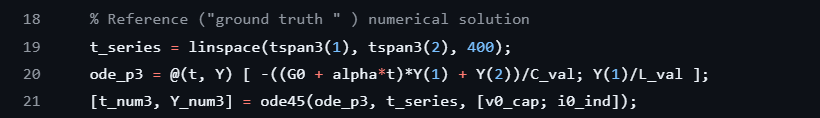 18 % Reference ("ground truth " ) numerical solution
19 t_series = linspace(tspan3(1), tspan3(2), 400);
20 ode_p3 = @(t, Y) [ -((G0 + alpha*t)*Y(1) + Y(2))/C_val; Y(1)/L_val ];
21 [t_num3, Y_num3] = ode45(ode_p3, t_series, [v0_cap; i0_ind]);